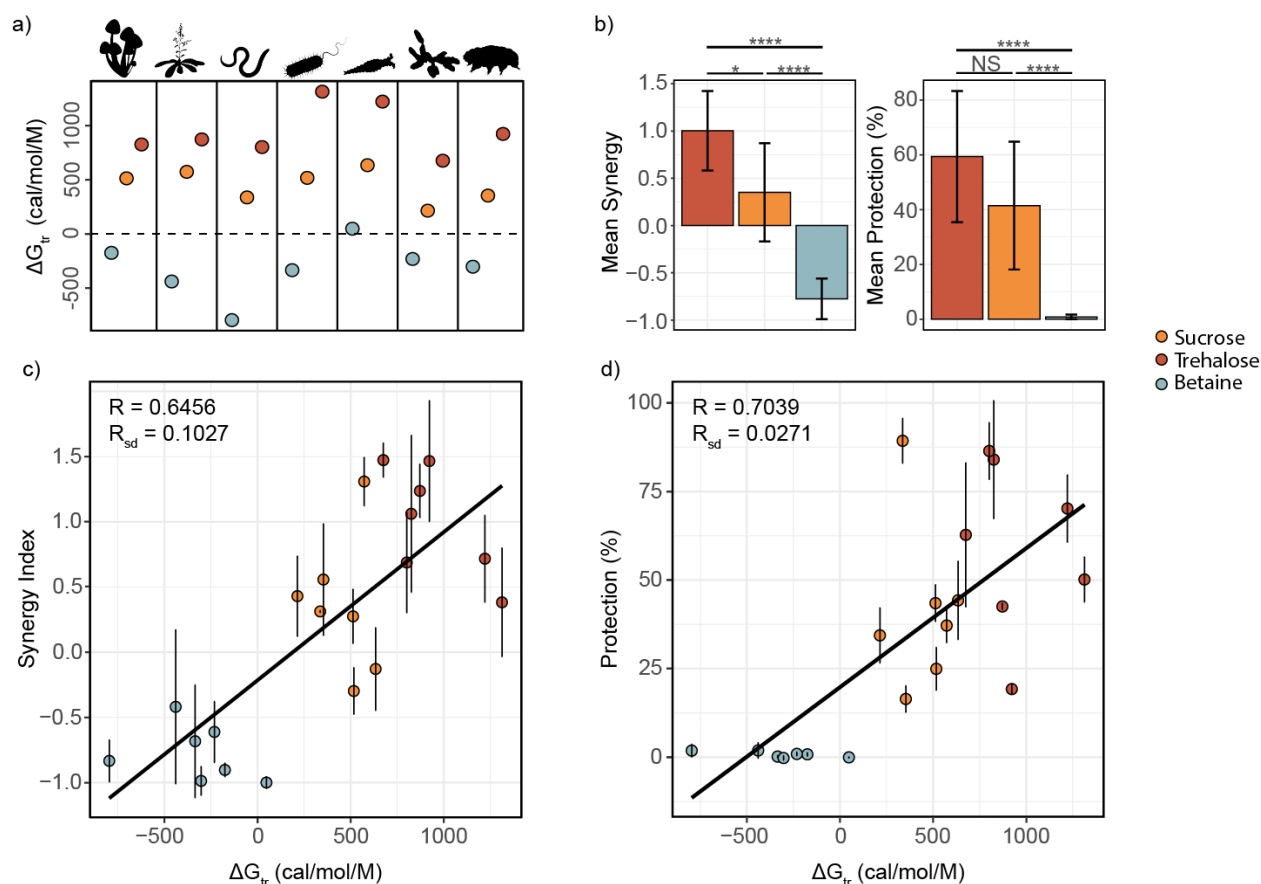 a)
ΔGtr (cal/mol/M)
1000
500
0
-500
b)
****
* ****
Mean Synergy
1.5
1.0
0.5
0.0
−0.5
−1.0
****
NS ****
Mean Protection (%)
80
60
40
20
0
Sucrose
Trehalose
Betaine
c)
R = 0.6456
Rsd = 0.1027
Synergy Index
1.5
1.0
0.5
0.0
−0.5
−1.0
−500 0 500 1000
ΔGtr (cal/mol/M)
d)
R = 0.7039
Rsd = 0.0271
Protection (%)
100
75
50
25
0
−500 0 500 1000
ΔGtr (cal/mol/M)